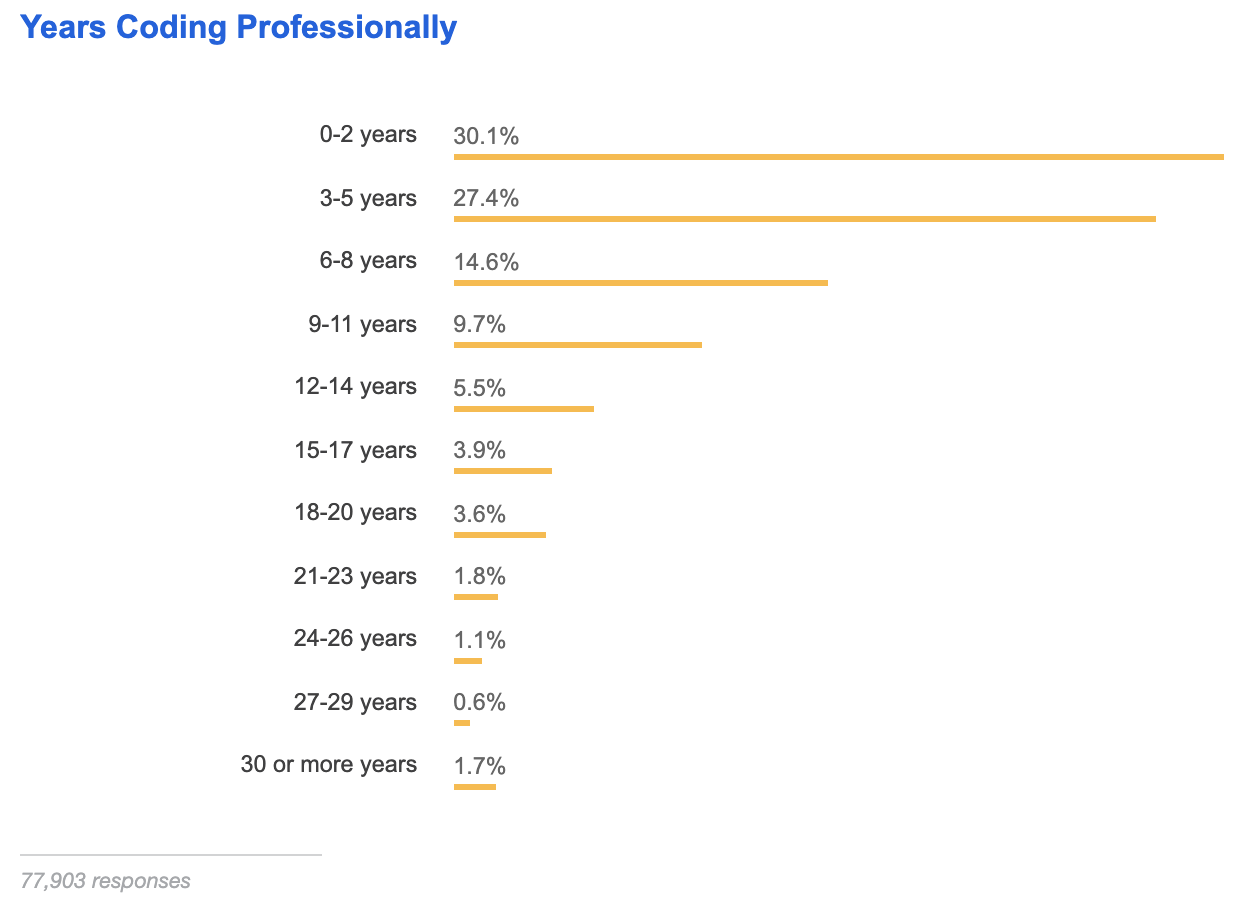 Years Coding Professionally
0-2 years 30.1%
3-5 years 27.4%
6-8 years 14.6%
9-11 years 9.7%
12-14 years 5.5%
15-17 years 3.9%
18-20 years 3.6%
21-23 years 1.8%
24-26 years 1.1%
27-29 years 0.6%
30 or more years 1.7%
77,903 responses